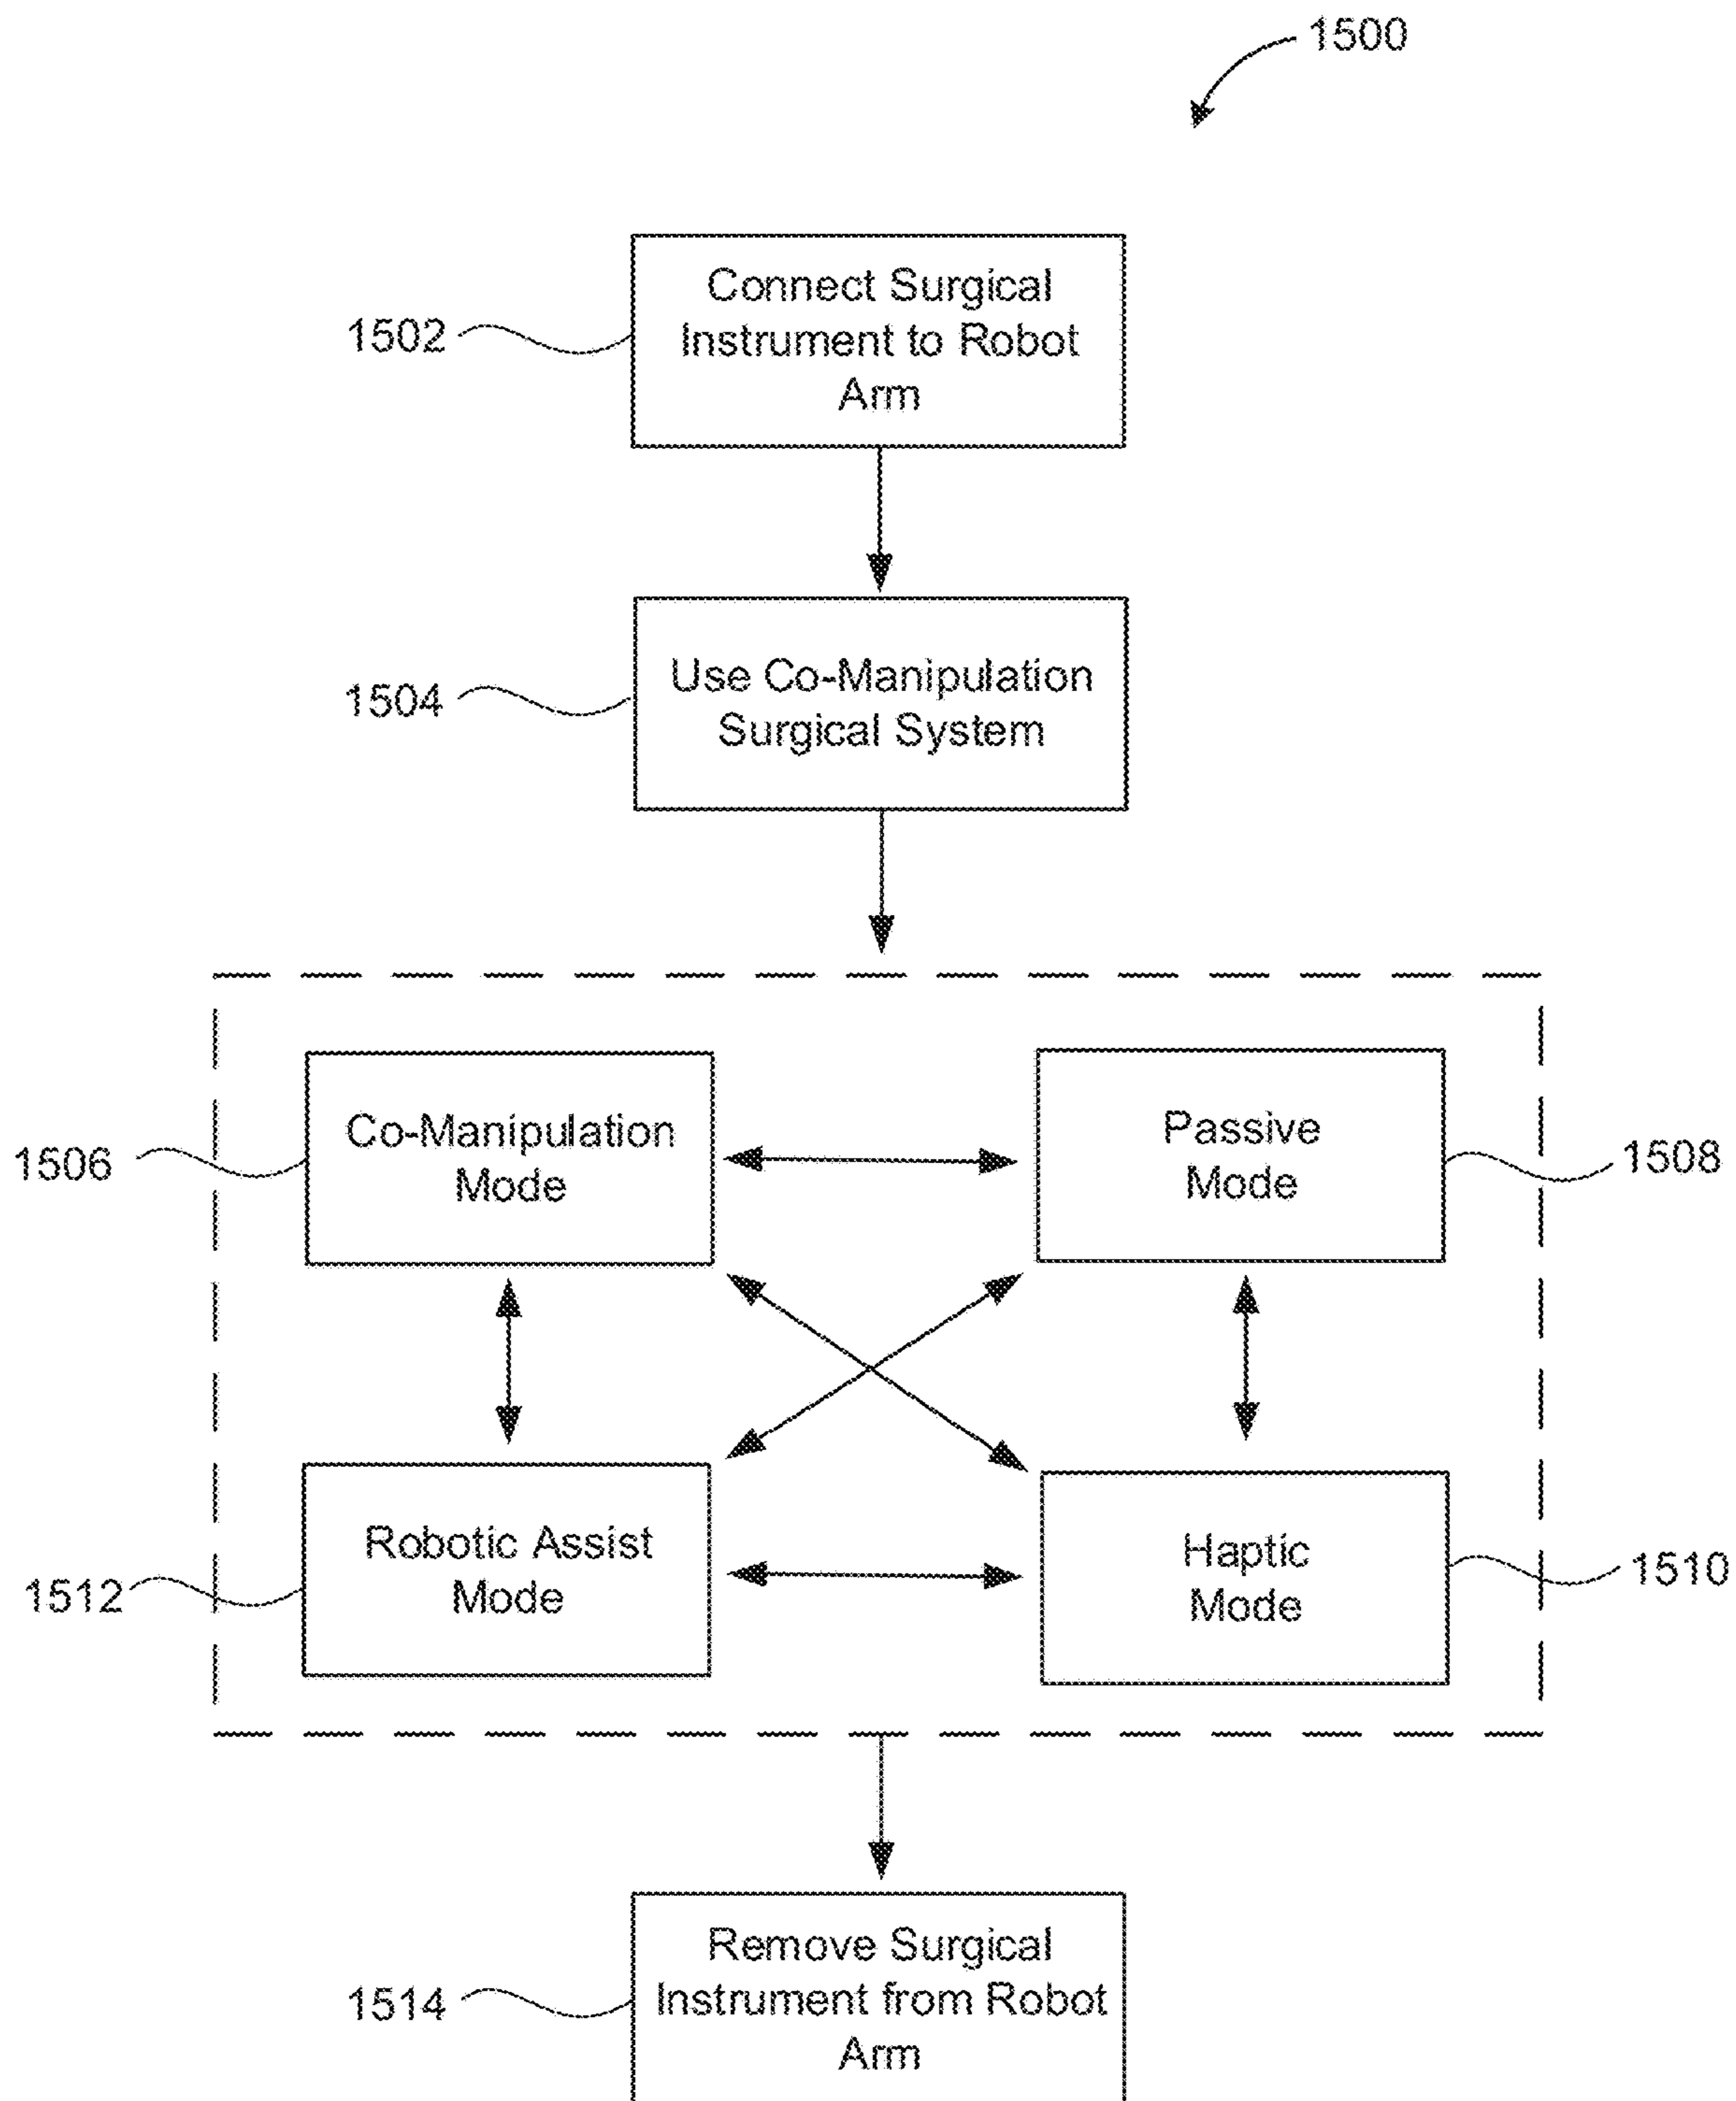 1500
1502
Connect Surgical
Instrument to Robot
Arm
1504
Use Co-Manipulation
Surgical System
1506
Co-Manipulation
Mode
Passive
Mode
1508
1512
Robotic Assist
Mode
Haptic
Mode
1510
1514
Remove Surgical
Instrument from Robot
Arm